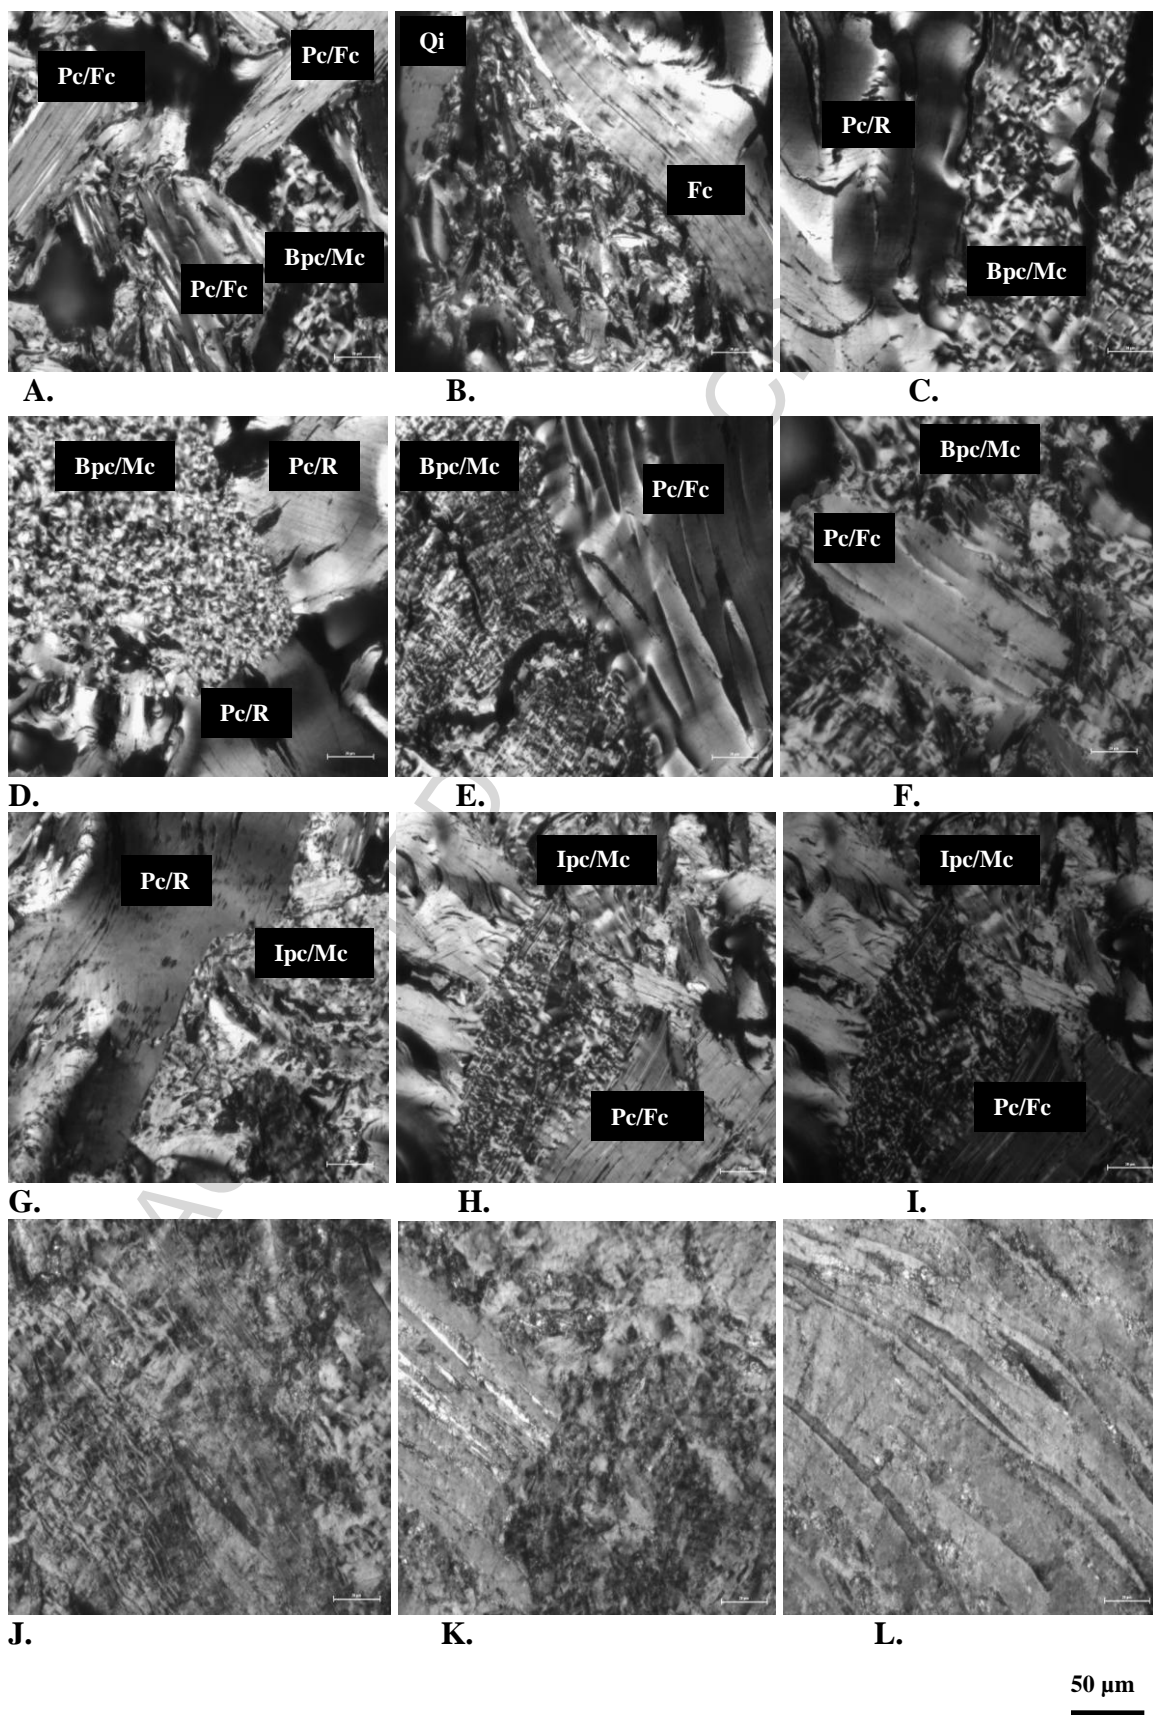 Pc/Fc
Pc/Fc
Bpc/Mc
Pc/Fc
A.
Qi
Fc
B.
Pc/R
Bpc/Mc
C.
Bpc/Mc
Pc/R
Pc/R
D.
Bpc/Mc
Pc/Fc
E.
Bpc/Mc
Pc/Fc
F.
Pc/R
Ipc/Mc
G.
Ipc/Mc
Pc/Fc
H.
Ipc/Mc
Pc/Fc
I.
J.
K.
L.
50 µm